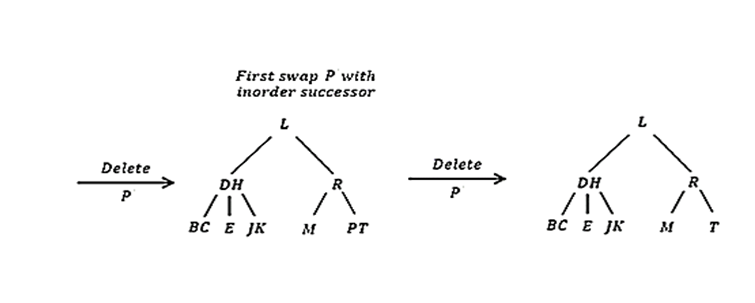 First swap P with
inorder successor
L
L
Delete
P
DH
R
Delete
P
DH
R
BC E JK M PT
BC E JK M T